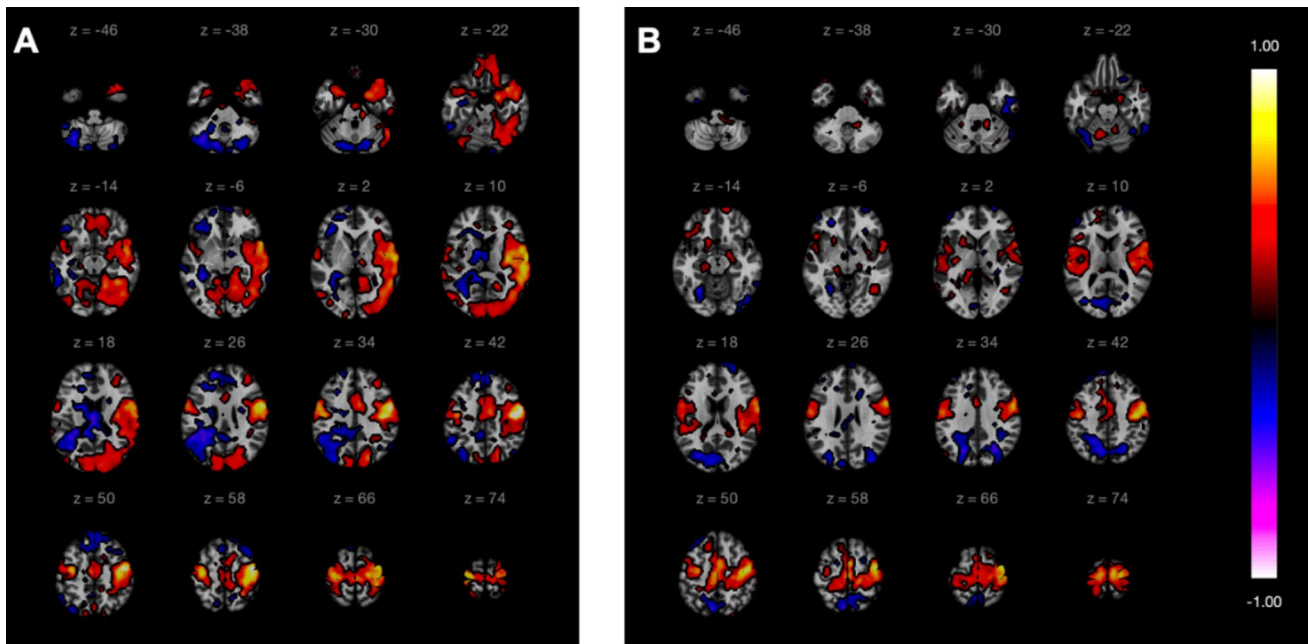 A
z = -46 z = -38 z = -30 z = -22
z = -14 z = -6 z = 2 z = 10
z = 18 z = 26 z = 34 z = 42
z = 50 z = 58 z = 66 z = 74
B
z = -46 z = -38 z = -30 z = -22
z = -14 z = -6 z = 2 z = 10
z = 18 z = 26 z = 34 z = 42
z = 50 z = 58 z = 66 z = 74
1.00
-1.00